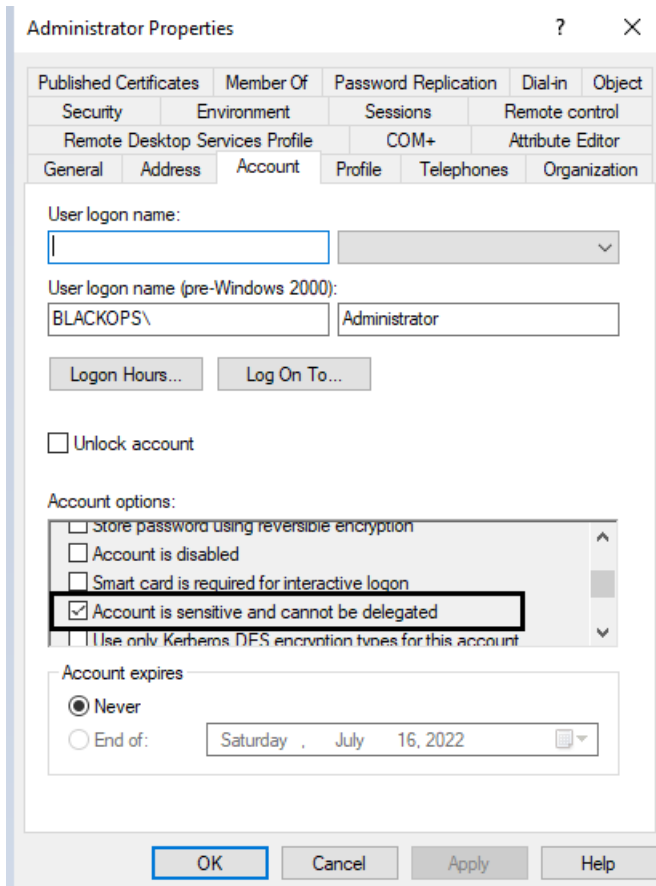 Administrator Properties ? ×
Published Certificates Member Of Password Replication Dial-in Object
Security Environment Sessions Remote control
Remote Desktop Services Profile COM+ Attribute Editor
General Address Account Profile Telephones Organization
User logon name:
User logon name (pre-Windows 2000):
BLACKOPS\ Administrator
Logon Hours... Log On To...
Unlock account
Account options:
Store password using reversible encryption
Account is disabled
Smart card is required for interactive logon
Account is sensitive and cannot be delegated
Use only Kerberos DES encryption types for this account
Account expires
Never
End of: Saturday , July 16, 2022
OK Cancel Apply Help